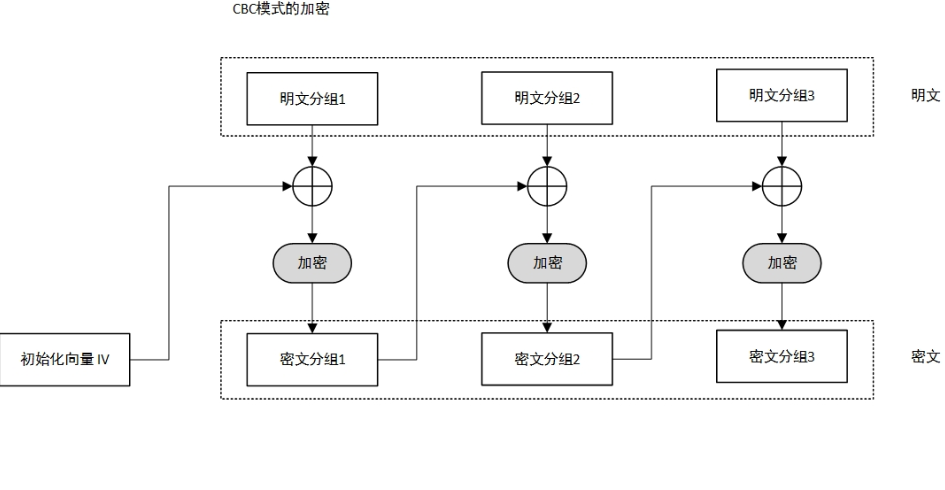 CBC模式的加密
明文分组1
明文分组2
明文分组3
明文
加密
加密
加密
初始化向量 IV
密文分组1
密文分组2
密文分组3
密文